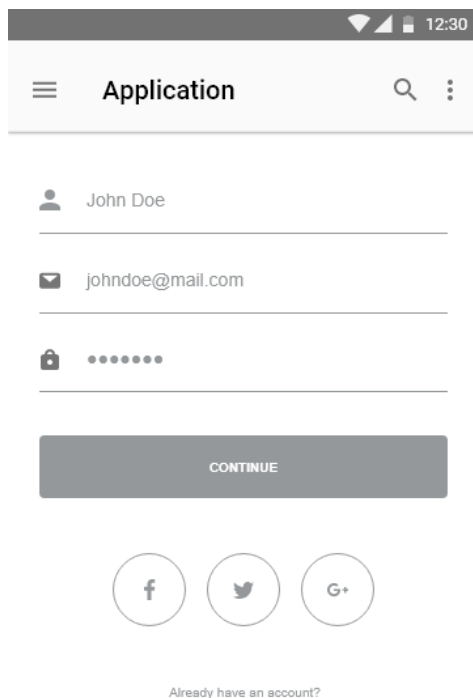 12:30
Application
John Doe
johndoe@mail.com
•••••••
CONTINUE
f
G+
Already have an account?